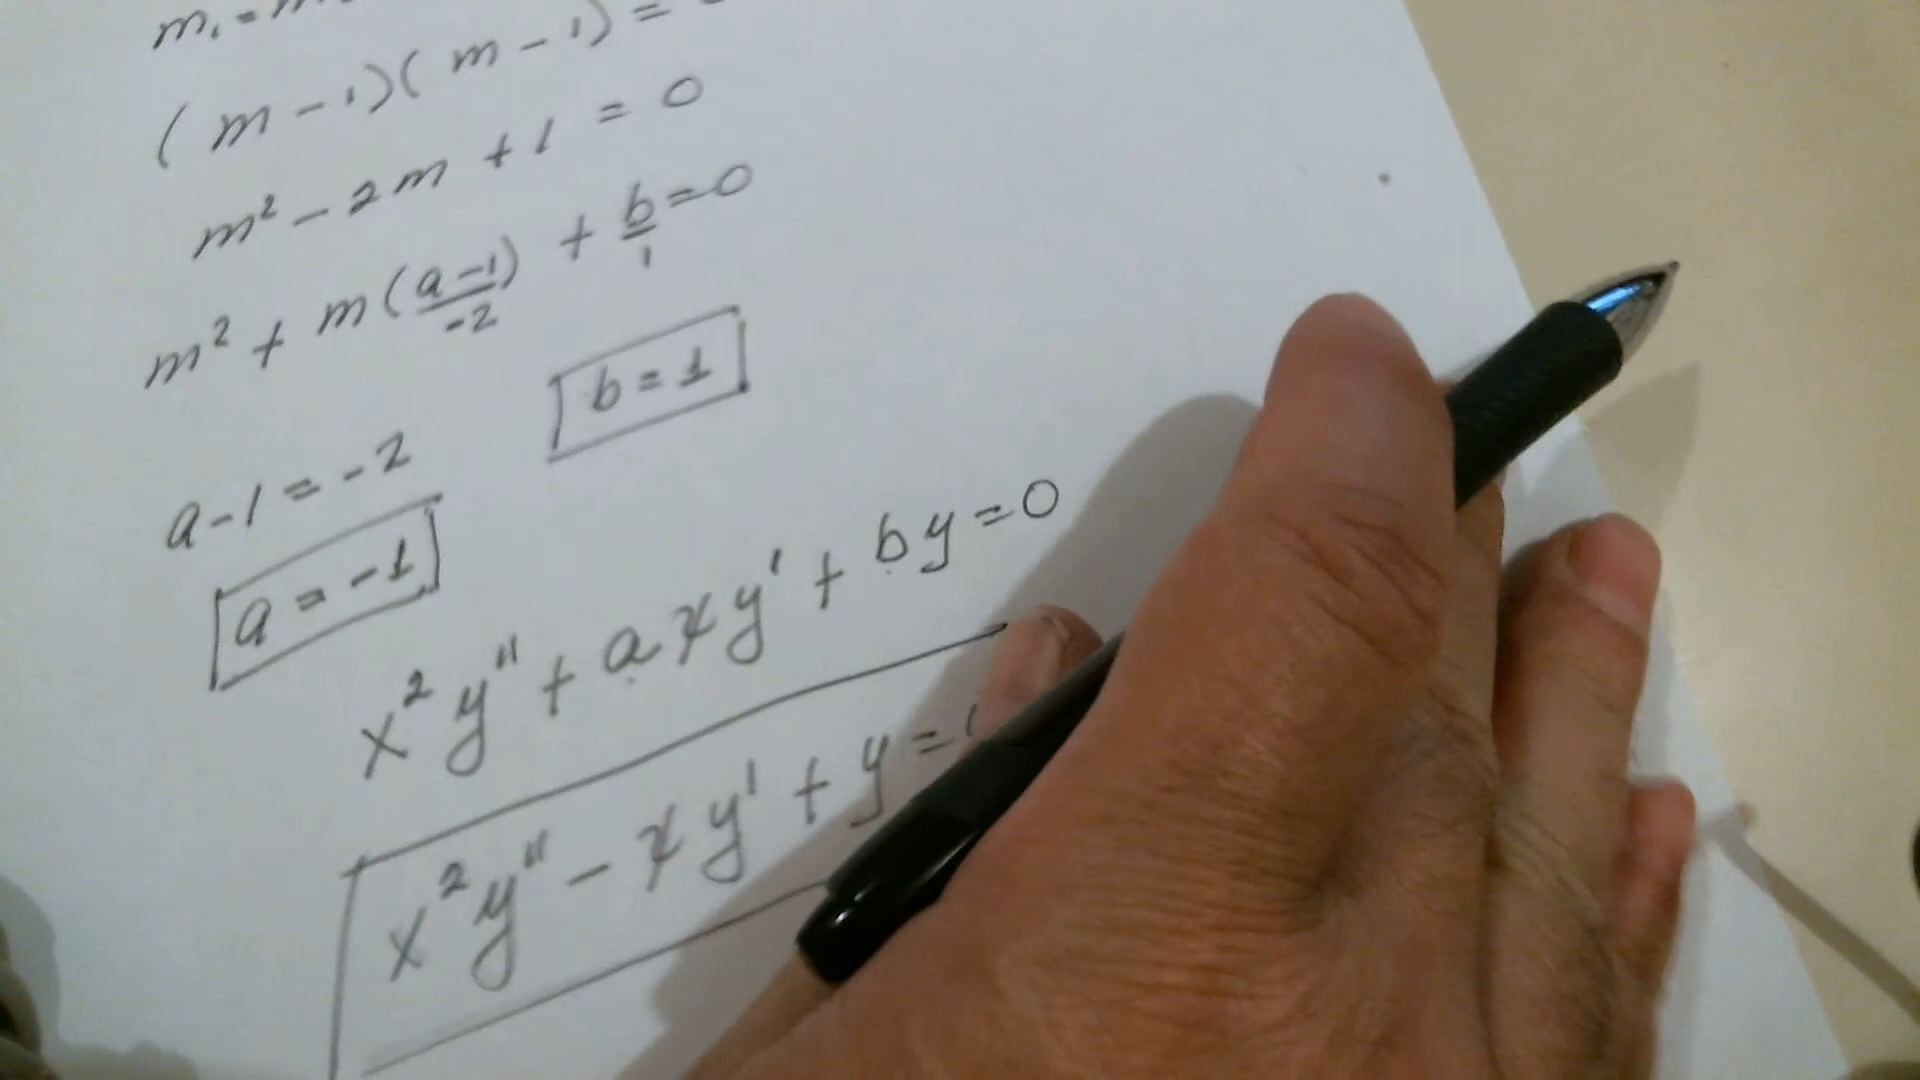 m₁ = m
(m - 1)(m - 1) =
m² - 2m + 1 = 0
m² + m(a-1) + b = 0
-2 1
b = 1
a - 1 = -2
a = -1
x²y" + axy' + by = 0
x²y" - xy' + y =